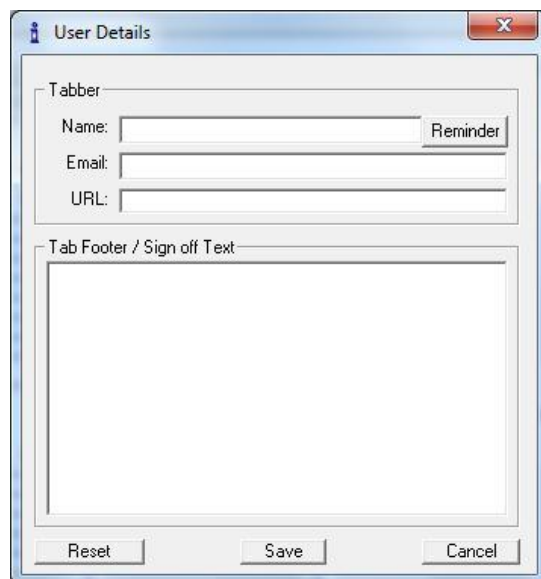 User Details
Tabber
Name:
Reminder
Email:
URL:
Tab Footer / Sign off Text
Reset Save Cancel